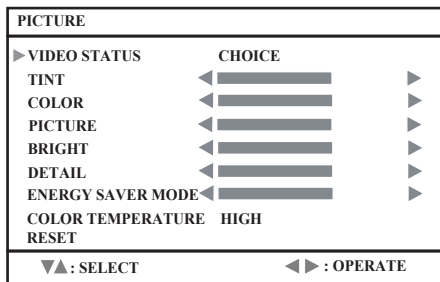 PICTURE
VIDEO STATUS CHOICE
TINT
COLOR
PICTURE
BRIGHT
DETAIL
ENERGY SAVER MODE
COLOR TEMPERATURE HIGH
RESET
▼▲ : SELECT ◀ ▶ : OPERATE